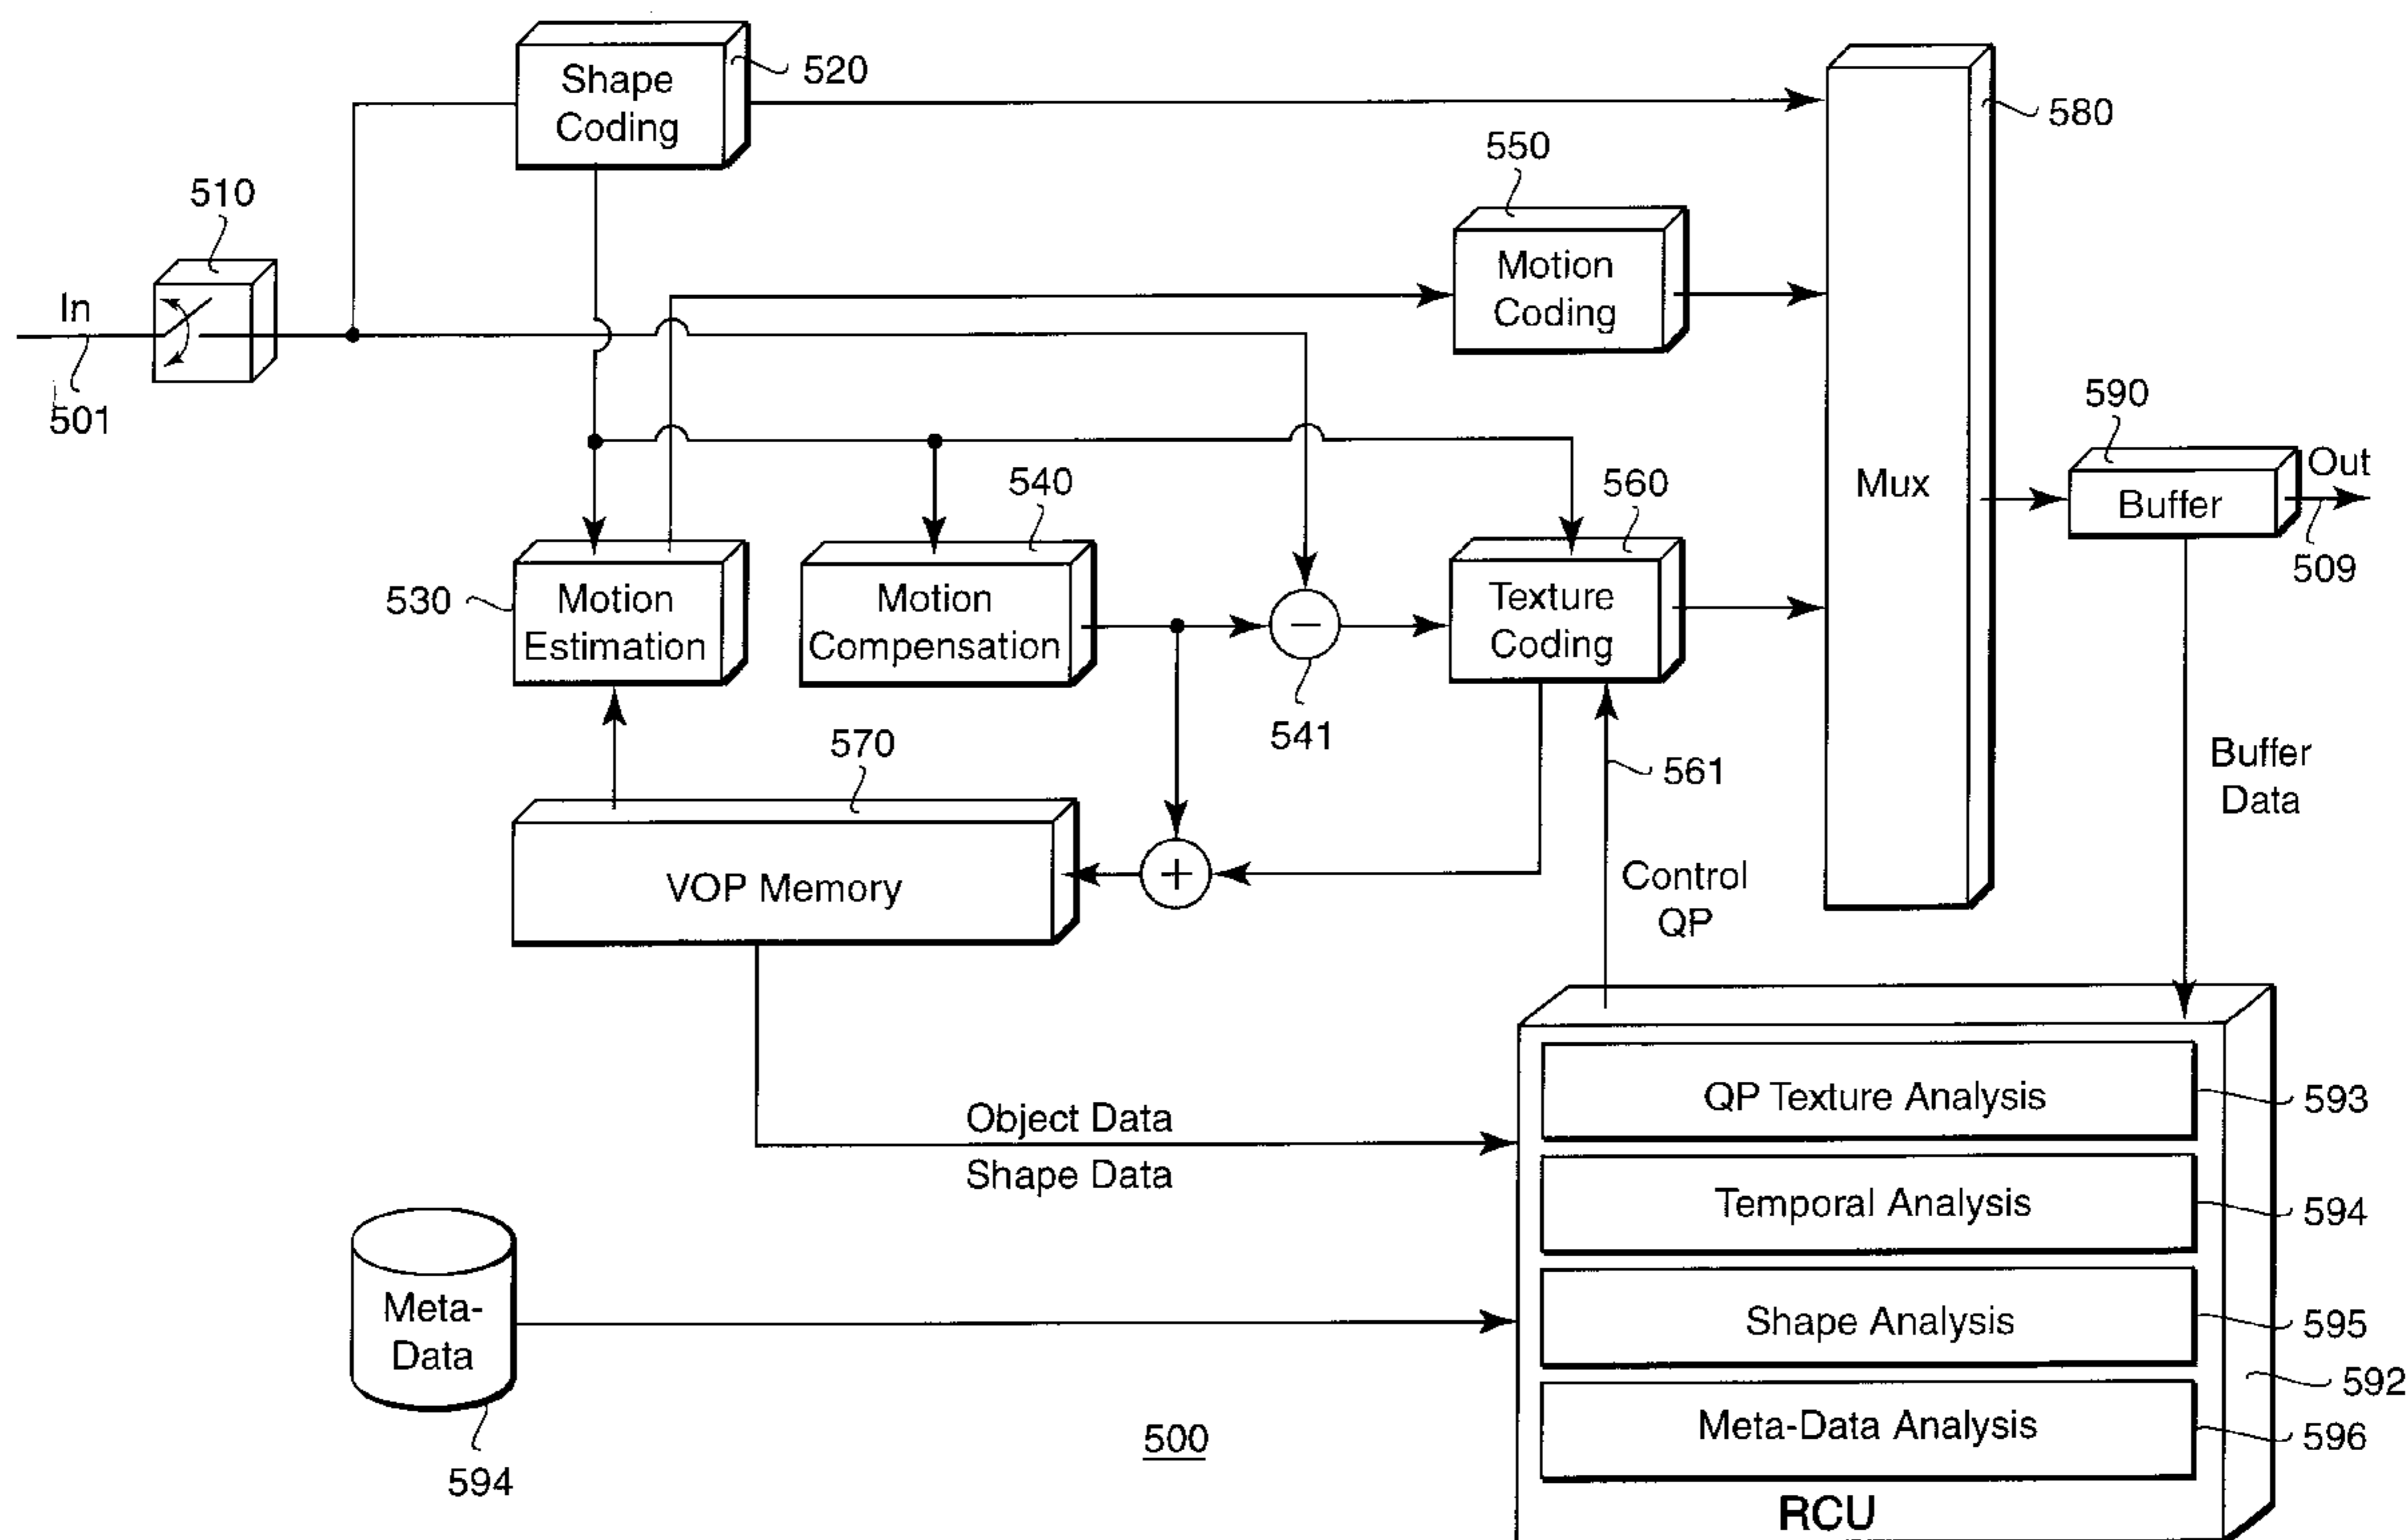 Shape
Coding
520
580
550
510
Motion
Coding
In
501
590
Out
Buffer
509
Mux
540
560
530
Motion
Estimation
Motion
Compensation
−
541
Texture
Coding
570
561
Buffer
Data
VOP Memory
+
Control
QP
Object Data
Shape Data
QP Texture Analysis
593
Temporal Analysis
594
Shape Analysis
595
592
Meta-Data Analysis
596
RCU
Meta-
Data
594
500